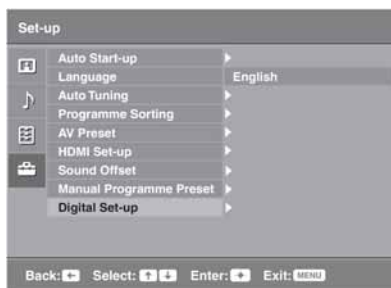 Set-up
Auto Start-up
Language English
Auto Tuning
Programme Sorting
AV Preset
HDMI Set-up
Sound Offset
Manual Programme Preset
Digital Set-up
Back: Select: Enter: Exit: MENU